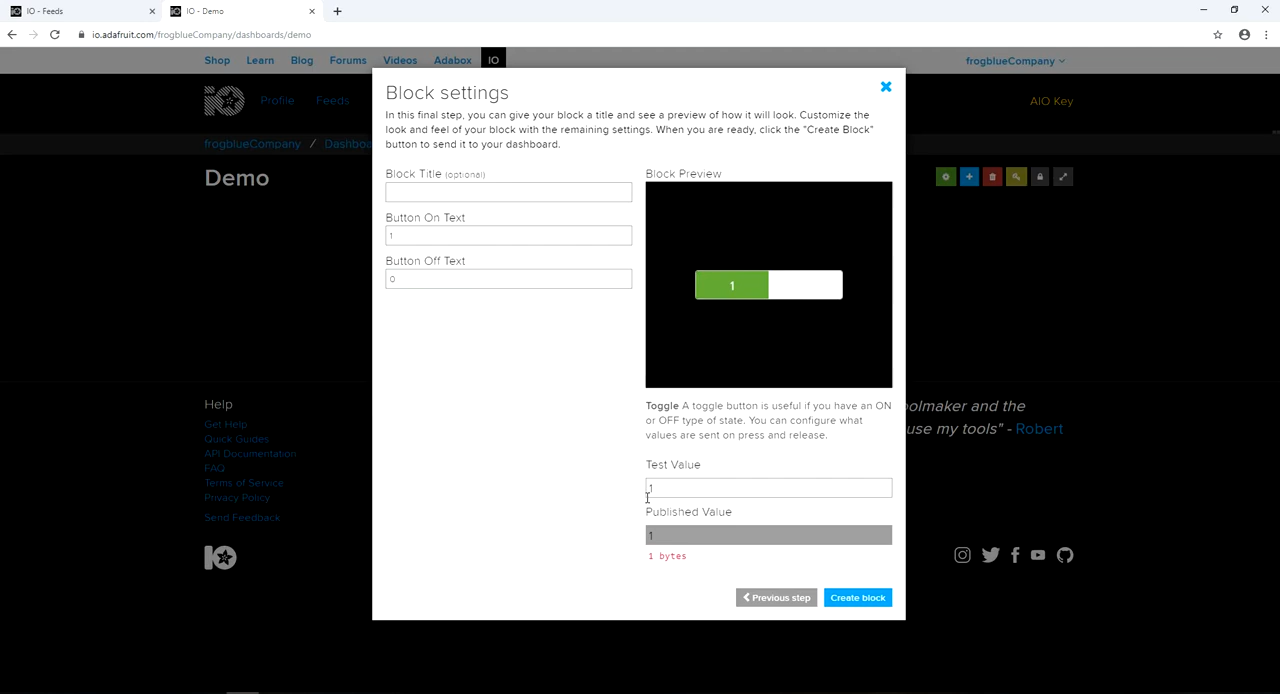 IO - Feeds
IO - Demo
io.adafruit.com/frogblueCompany/dashboards/demo
Shop Learn Blog Forums Videos Adabox IO
frogblueCompany
Profile Feeds
AIO Key
frogblueCompany / Dashboa
Demo
Block settings
In this final step, you can give your block a title and see a preview of how it will look. Customize the
look and feel of your block with the remaining settings. When you are ready, click the "Create Block"
button to send it to your dashboard.
Block Title (optional)
Button On Text
1
Button Off Text
0
Block Preview
1
Toggle A toggle button is useful if you have an ON
or OFF type of state. You can configure what
values are sent on press and release.
Test Value
1
Published Value
1
1 bytes
Previous step
Create block
Help
Get Help
Quick Guides
API Documentation
FAQ
Terms of Service
Privacy Policy
Send Feedback
olmaker and the
use my tools" - Robert